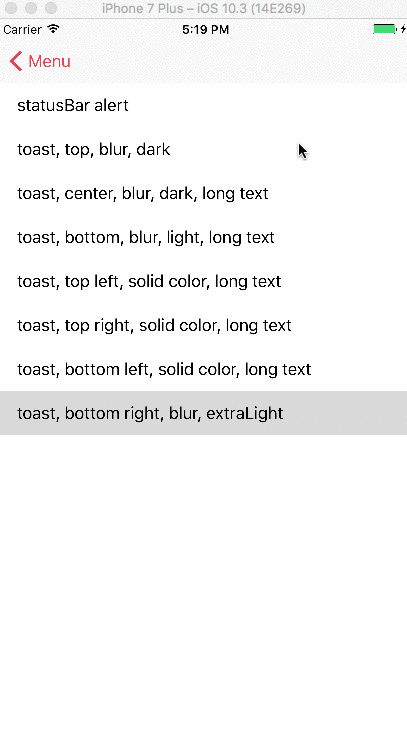 iPhone 7 Plus – iOS 10.3 (14E269)
Carrier 5:19 PM
Menu
statusBar alert
toast, top, blur, dark
toast, center, blur, dark, long text
toast, bottom, blur, light, long text
toast, top left, solid color, long text
toast, top right, solid color, long text
toast, bottom left, solid color, long text
toast, bottom right, blur, extraLight